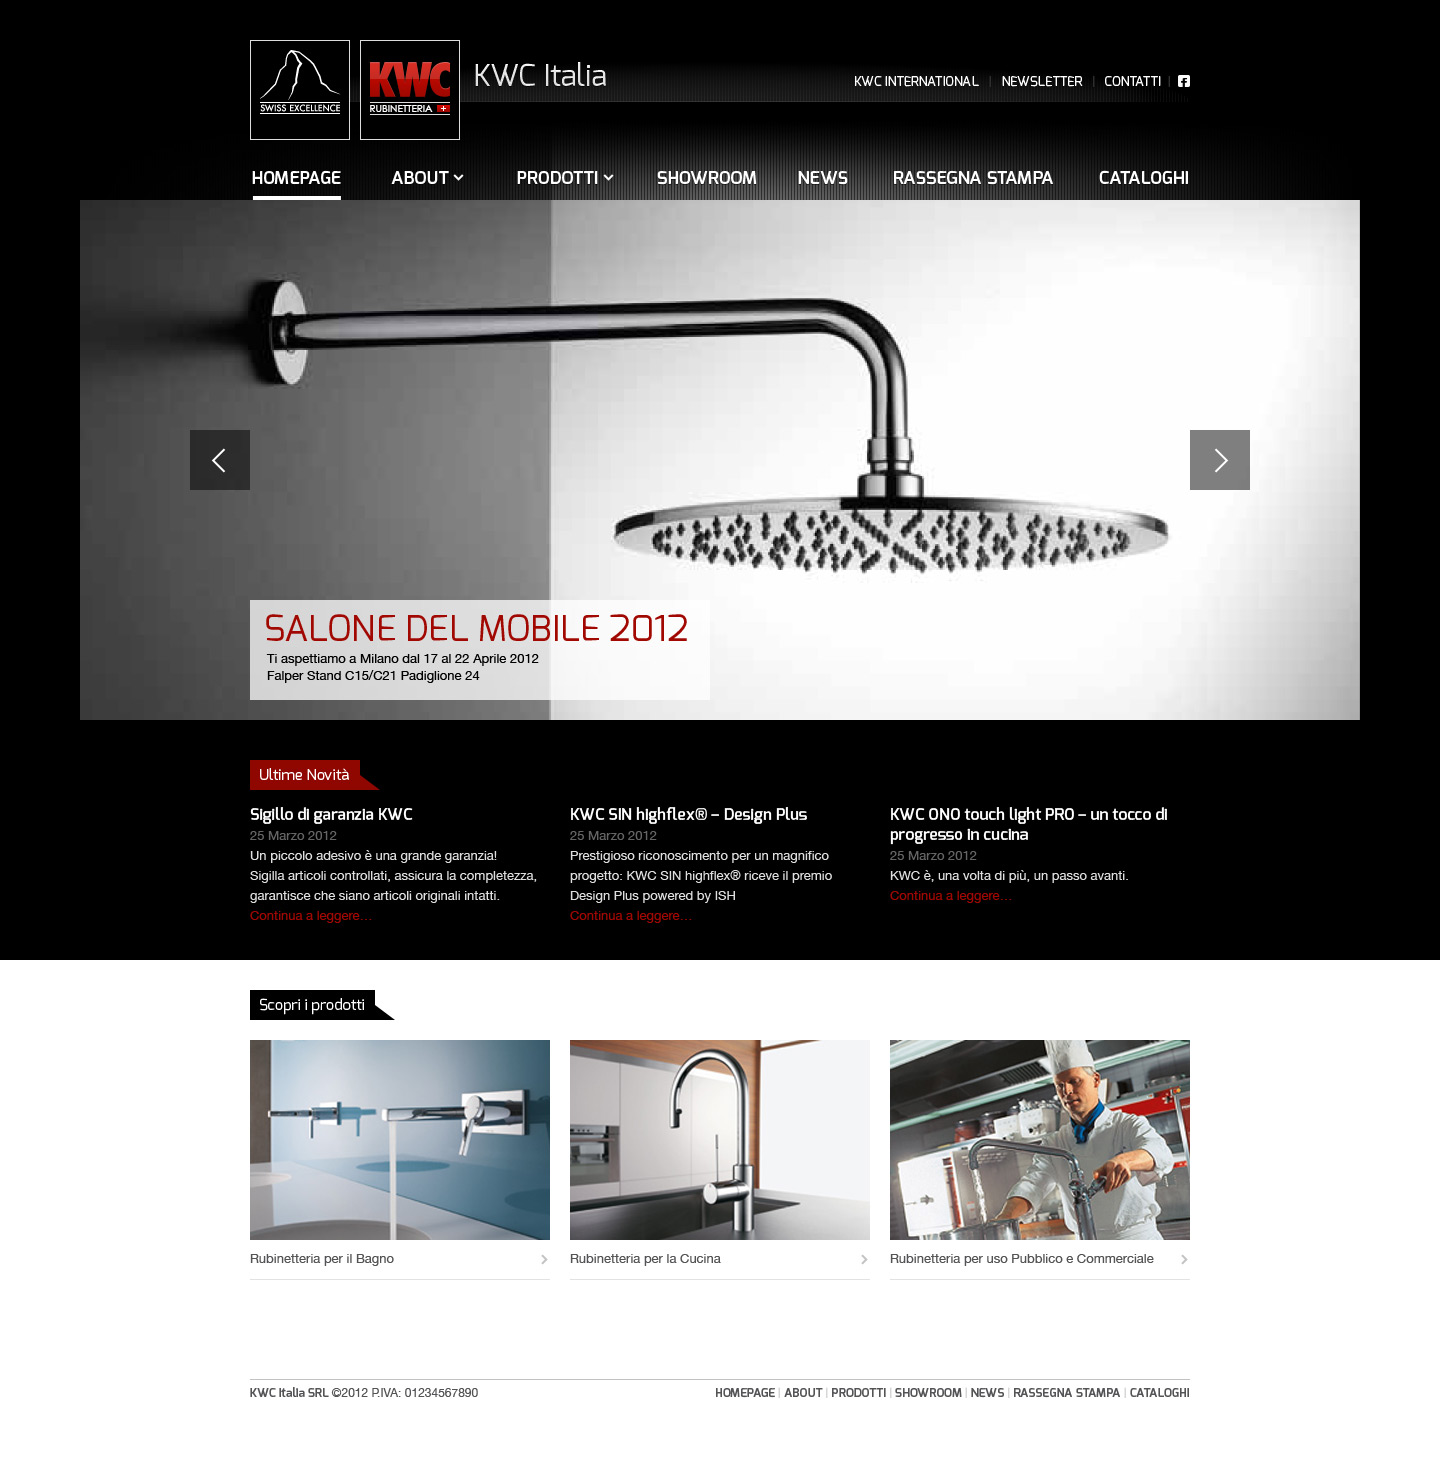 SWISS EXCELLENCE
KWC
RUBINETTERIA
KWC Italia
KWC INTERNATIONAL | NEWSLETTER | CONTATTI |
HOMEPAGE ABOUT PRODOTTI SHOWROOM NEWS RASSEGNA STAMPA CATALOGHI
SALONE DEL MOBILE 2012
Ti aspettiamo a Milano dal 17 al 22 Aprile 2012
Falper Stand C15/C21 Padiglione 24
Ultime Novità
Sigillo di garanzia KWC
25 Marzo 2012
Un piccolo adesivo è una grande garanzia!
Sigilla articoli controllati, assicura la completezza,
garantisce che siano articoli originali intatti.
Continua a leggere...
KWC SIN highflex® – Design Plus
25 Marzo 2012
Prestigioso riconoscimento per un magnifico
progetto: KWC SIN highflex® riceve il premio
Design Plus powered by ISH
Continua a leggere...
KWC ONO touch light PRO – un tocco di
progresso in cucina
25 Marzo 2012
KWC è, una volta di più, un passo avanti.
Continua a leggere...
Scopri i prodotti
Rubinetteria per il Bagno
Rubinetteria per la Cucina
Rubinetteria per uso Pubblico e Commerciale
KWC Italia SRL ©2012 P.IVA: 01234567890
HOMEPAGE | ABOUT | PRODOTTI | SHOWROOM | NEWS | RASSEGNA STAMPA | CATALOGHI